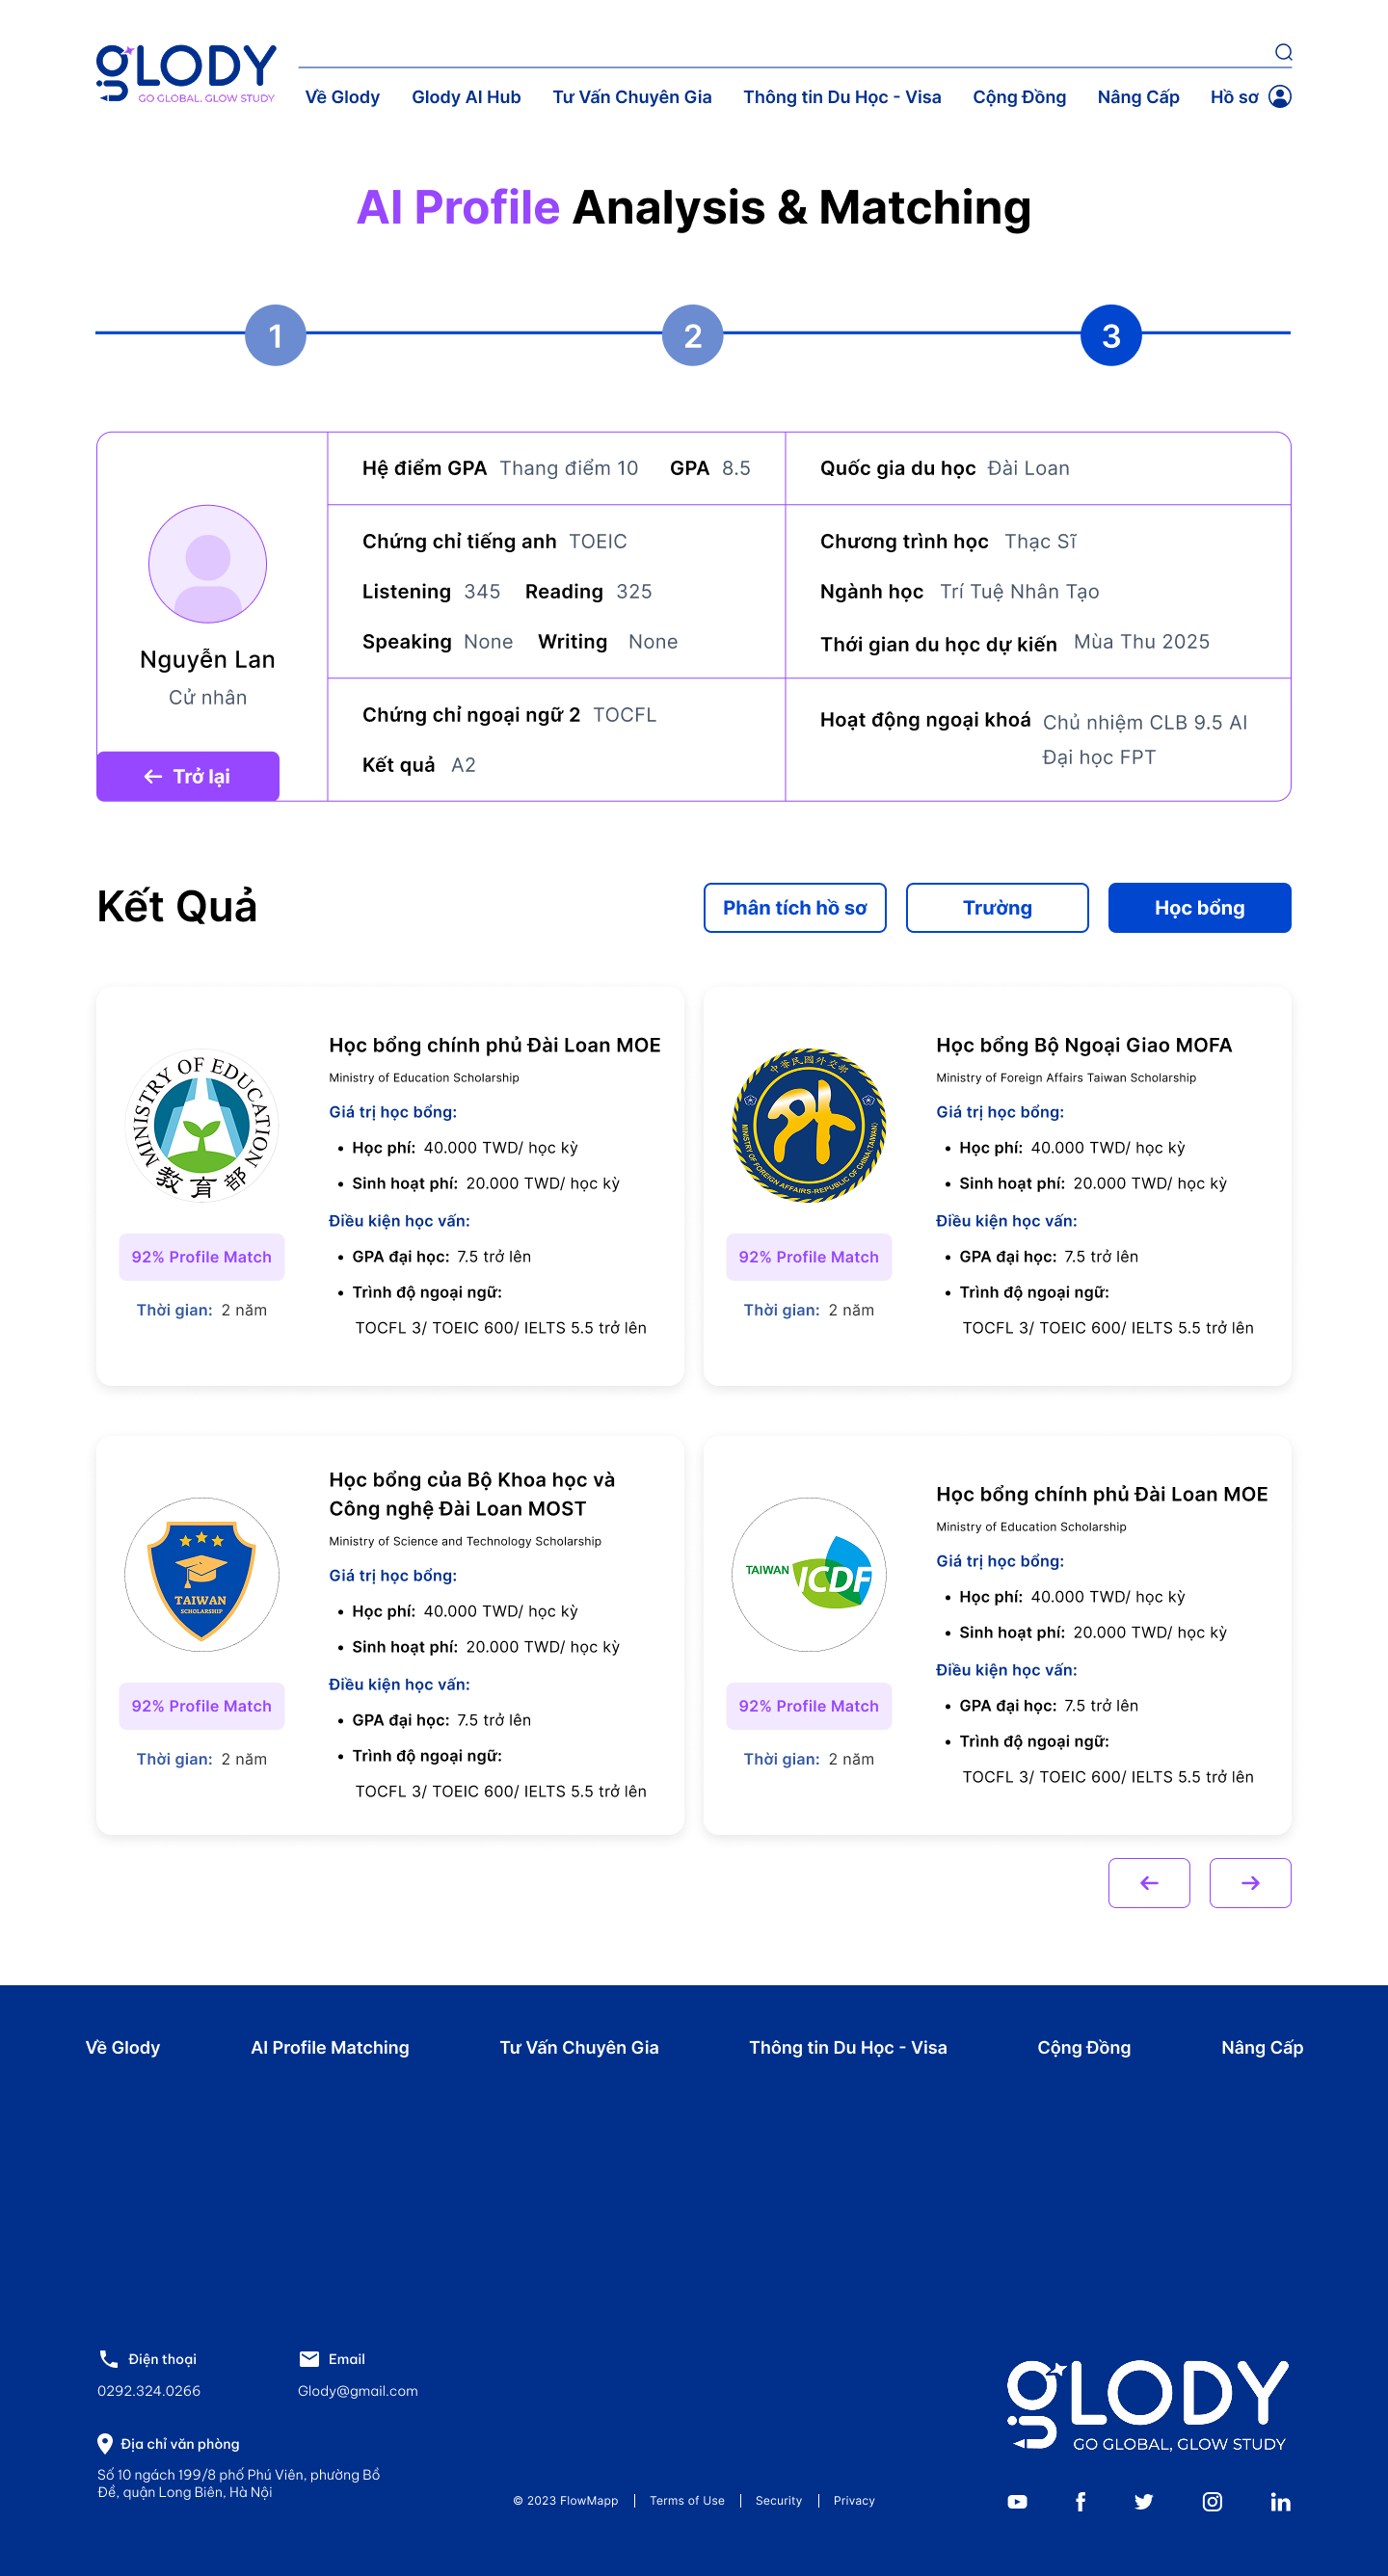 gLODY
GO GLOBAL, GLOW STUDY
Về Glody Glody AI Hub Tư Vấn Chuyên Gia Thông tin Du Học - Visa Cộng Đồng Nâng Cấp Hồ sơ
AI Profile Analysis & Matching
1 2 3
Nguyễn Lan
Cử nhân
Trở lại
Hệ điểm GPA Thang điểm 10 GPA 8.5
Chứng chỉ tiếng anh TOEIC
Listening 345 Reading 325
Speaking None Writing None
Chứng chỉ ngoại ngữ 2 TOCFL
Kết quả A2
Quốc gia du học Đài Loan
Chương trình học Thạc Sĩ
Ngành học Trí Tuệ Nhân Tạo
Thới gian du học dự kiến Mùa Thu 2025
Hoạt động ngoại khoá Chủ nhiệm CLB 9.5 AI
Đại học FPT
Kết Quả
Phân tích hồ sơ Trường Học bổng
MINISTRY OF EDUCATION
教育部
92% Profile Match
Thời gian: 2 năm
Học bổng chính phủ Đài Loan MOE
Ministry of Education Scholarship
Giá trị học bổng:
• Học phí: 40.000 TWD/ học kỳ
• Sinh hoạt phí: 20.000 TWD/ học kỳ
Điều kiện học vấn:
• GPA đại học: 7.5 trở lên
• Trình độ ngoại ngữ:
TOCFL 3/ TOEIC 600/ IELTS 5.5 trở lên
中華民國外交部
外
MINISTRY OF FOREIGN AFFAIRS-REPUBLIC OF CHINA(TAIWAN)
92% Profile Match
Thời gian: 2 năm
Học bổng Bộ Ngoại Giao MOFA
Ministry of Foreign Affairs Taiwan Scholarship
Giá trị học bổng:
• Học phí: 40.000 TWD/ học kỳ
• Sinh hoạt phí: 20.000 TWD/ học kỳ
Điều kiện học vấn:
• GPA đại học: 7.5 trở lên
• Trình độ ngoại ngữ:
TOCFL 3/ TOEIC 600/ IELTS 5.5 trở lên
TAIWAN
SCHOLARSHIP
92% Profile Match
Thời gian: 2 năm
Học bổng của Bộ Khoa học và
Công nghệ Đài Loan MOST
Ministry of Science and Technology Scholarship
Giá trị học bổng:
• Học phí: 40.000 TWD/ học kỳ
• Sinh hoạt phí: 20.000 TWD/ học kỳ
Điều kiện học vấn:
• GPA đại học: 7.5 trở lên
• Trình độ ngoại ngữ:
TOCFL 3/ TOEIC 600/ IELTS 5.5 trở lên
TAIWAN ICDF
92% Profile Match
Thời gian: 2 năm
Học bổng chính phủ Đài Loan MOE
Ministry of Education Scholarship
Giá trị học bổng:
• Học phí: 40.000 TWD/ học kỳ
• Sinh hoạt phí: 20.000 TWD/ học kỳ
Điều kiện học vấn:
• GPA đại học: 7.5 trở lên
• Trình độ ngoại ngữ:
TOCFL 3/ TOEIC 600/ IELTS 5.5 trở lên
Về Glody AI Profile Matching Tư Vấn Chuyên Gia Thông tin Du Học - Visa Cộng Đồng Nâng Cấp
Điện thoại
0292.324.0266
Email
Glody@gmail.com
Địa chỉ văn phòng
Số 10 ngách 199/8 phố Phú Viên, phường Bồ
Đề, quận Long Biên, Hà Nội
© 2023 FlowMapp | Terms of Use | Security | Privacy
gLODY
GO GLOBAL, GLOW STUDY